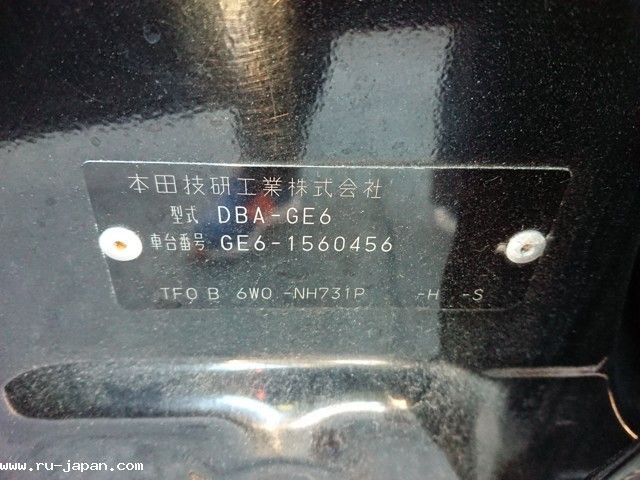 本田技研工業株式会社
型式 DBA-GE6
車台番号 GE6-1560456
TFO B 6W0 -NH731P -H -S
www.ru-japan.com